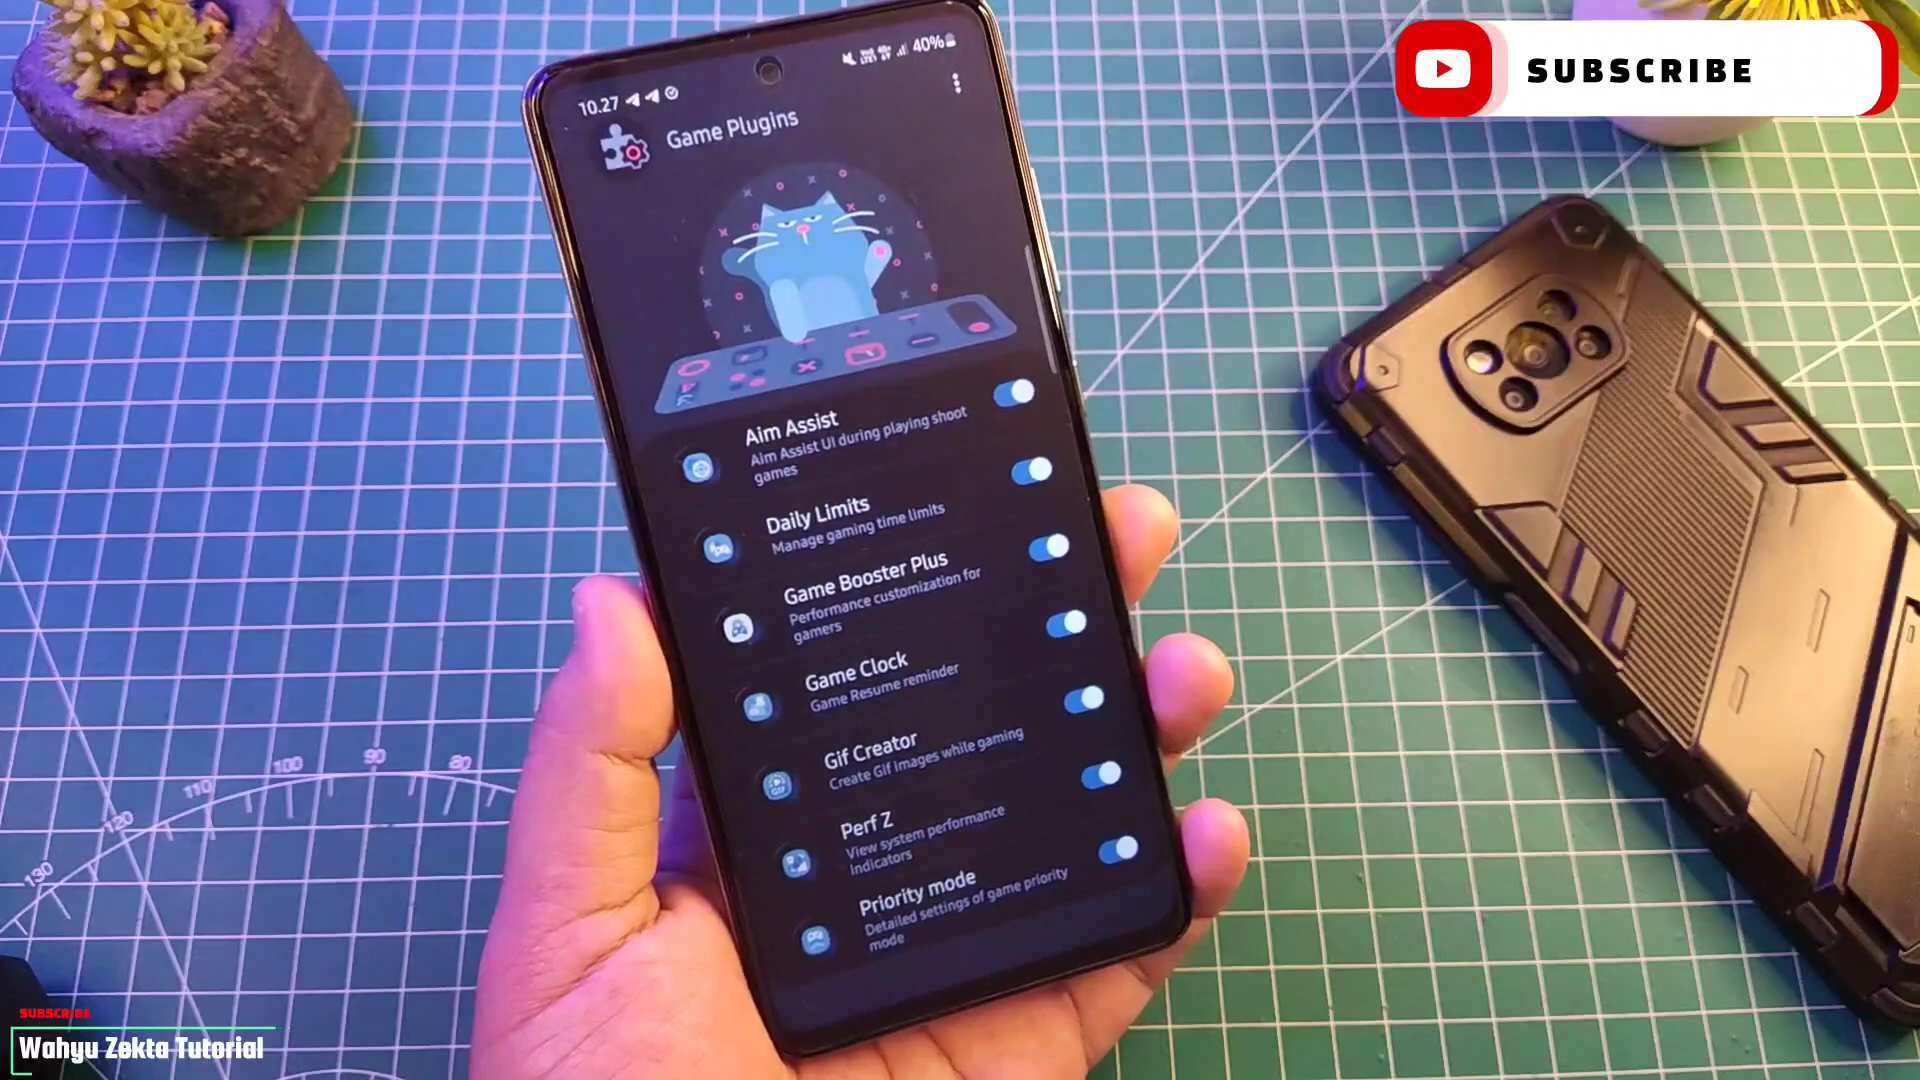 SUBSCRIBE
10.27
40%
Game Plugins
Aim Assist
Aim Assist UI during playing shoot
games
Daily Limits
Manage gaming time limits
Game Booster Plus
Performance customization for
gamers
Game Clock
Game Resume reminder
Gif Creator
Create Gif images while gaming
GIF
Perf Z
View system performance
indicators
Priority mode
Detailed settings of game priority
mode
80
90
100
110
120
130
SUBSCRIBE
Wahyu Zekta Tutorial